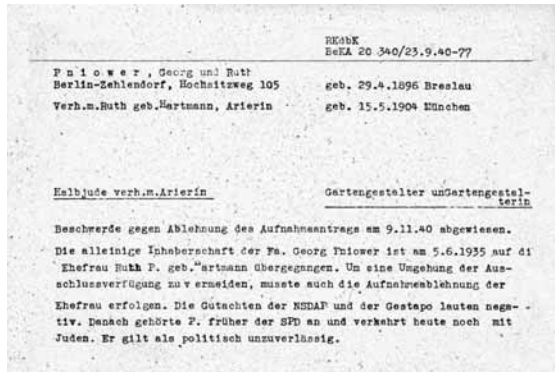 RKdbK
BeKA 20 340/23.9.40-77
Pniower, Georg und Ruth
Berlin-Zehlendorf, Hochsitzweg 105 geb. 29.4.1896 Breslau
Verh.m.Ruth geb.Hartmann, Arierin geb. 15.5.1904 München
Halbjude verh.m.Arierin Gartengestalter unGartengestal-
terin
Beschwerde gegen Ablehnung des Aufnahmeantrags am 9.11.40 abgewiesen.
Die alleinige Inhaberschaft der Fa. Georg Pniower ist am 5.6.1935 auf di
Ehefrau Ruth P. geb."artmann übergegangen. Um eine Umgehung der Aus-
schlussverfügung zu v ermeiden, musste auch die Aufnahmeablehnung der
Ehefrau erfolgen. Die Gutachten der NSDAP und der Gestapo lauten nega-
tiv. Danach gehörte P. früher der SPD an und verkehrt heute noch mit
Juden. Er gilt als politisch unzuverlässig.